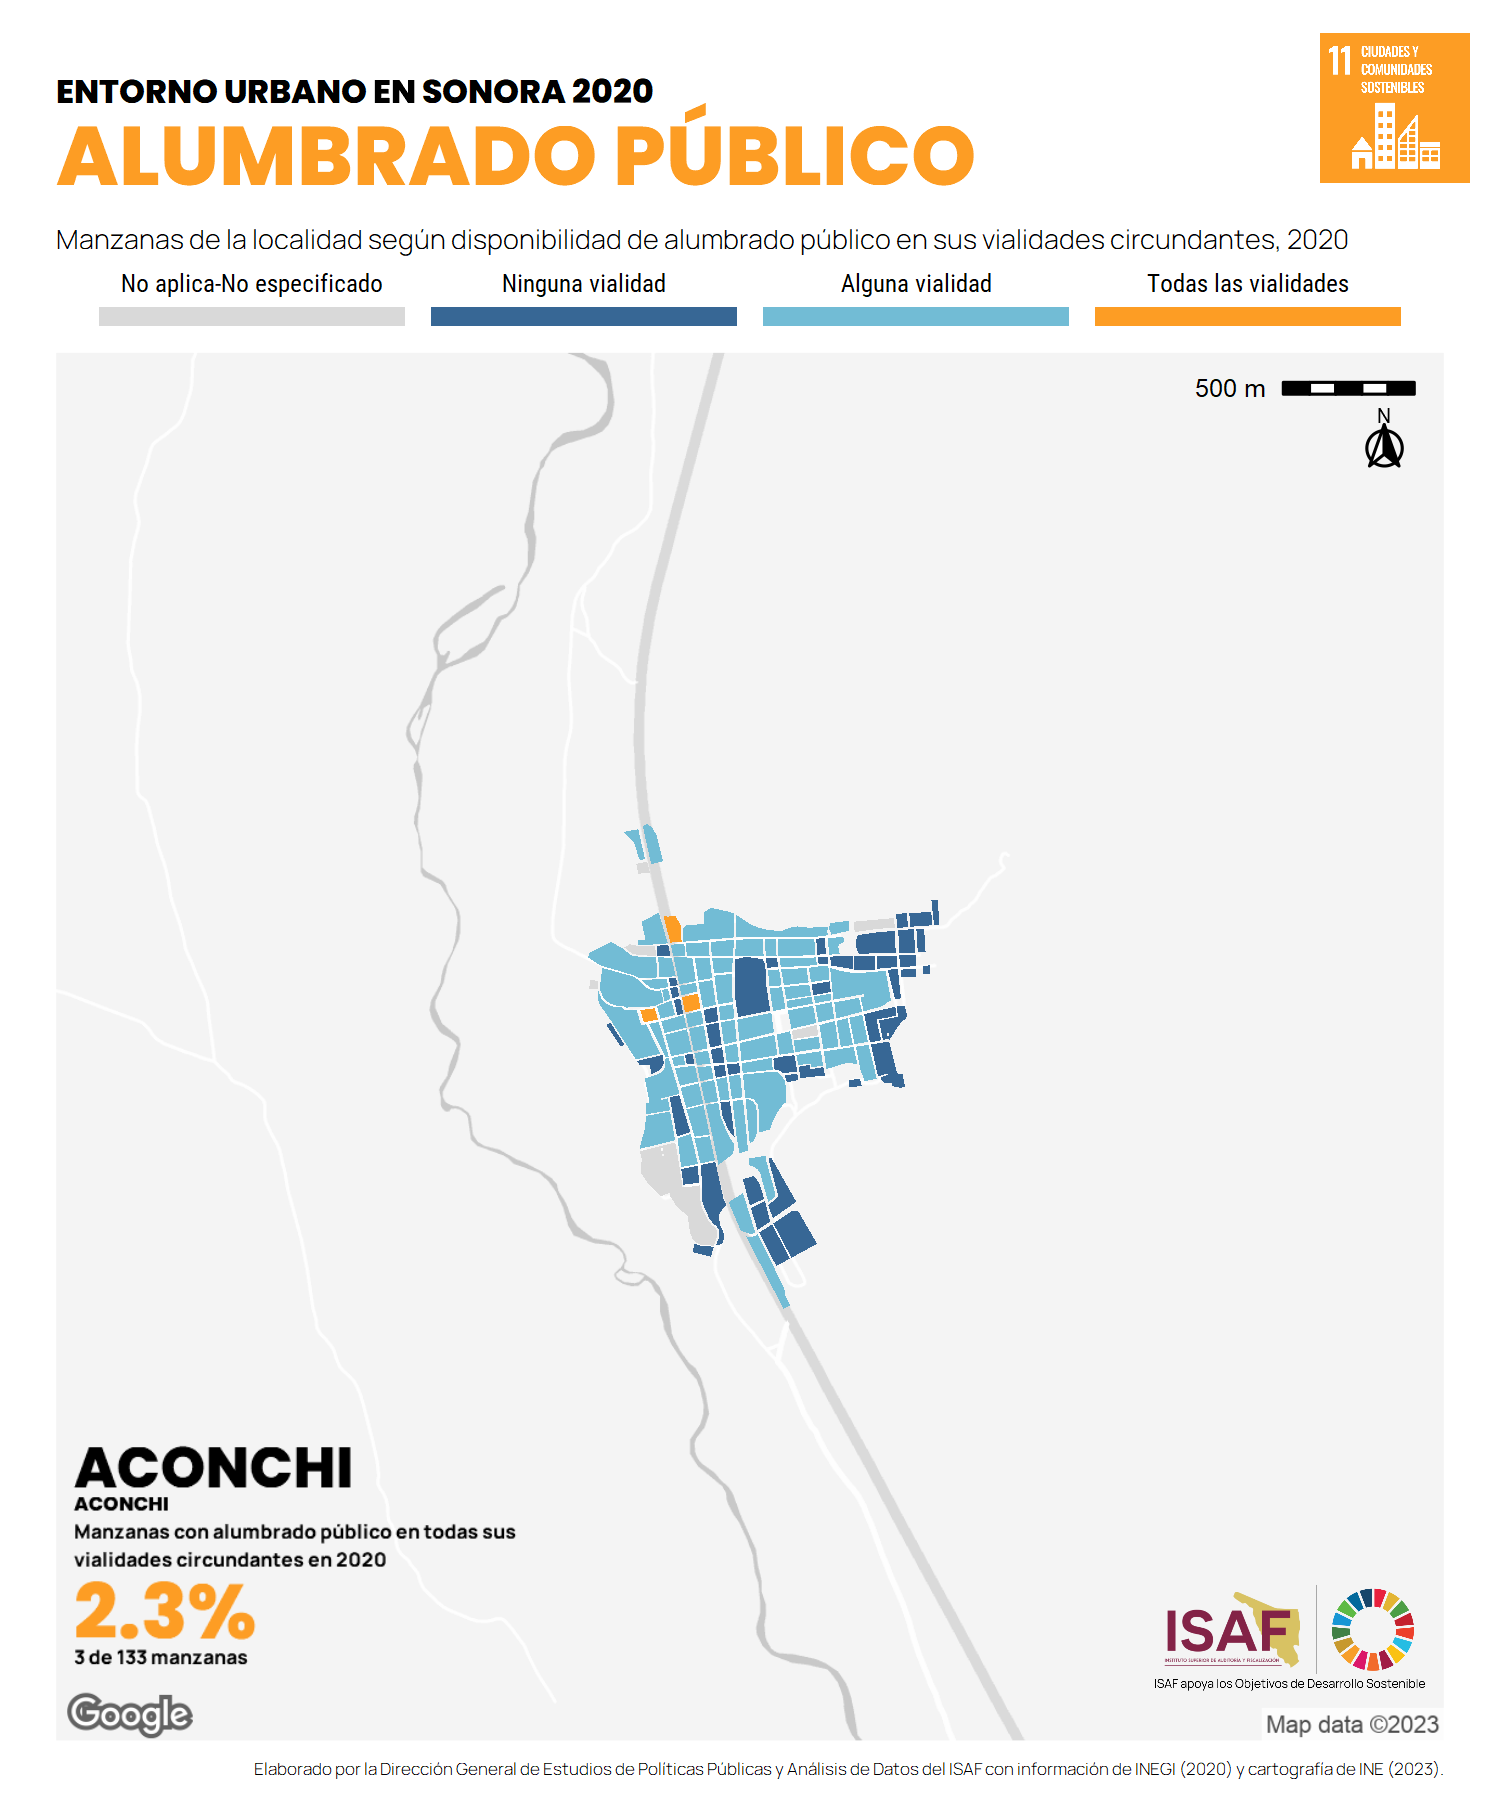 11 CIUDADES Y
COMUNIDADES
SOSTENIBLES
ENTORNO URBANO EN SONORA 2020
ALUMBRADO PÚBLICO
Manzanas de la localidad según disponibilidad de alumbrado público en sus vialidades circundantes, 2020
No aplica-No especificado Ninguna vialidad Alguna vialidad Todas las vialidades
500 m
N
ACONCHI
ACONCHI
Manzanas con alumbrado público en todas sus
vialidades circundantes en 2020
2.3%
3 de 133 manzanas
ISAF
INSTITUTO SUPERIOR DE AUDITORÍA Y FISCALIZACIÓN
ISAF apoya los Objetivos de Desarrollo Sostenible
Google
Map data ©2023
Elaborado por la Dirección General de Estudios de Políticas Públicas y Análisis de Datos del ISAF con información de INEGI (2020) y cartografía de INE (2023).